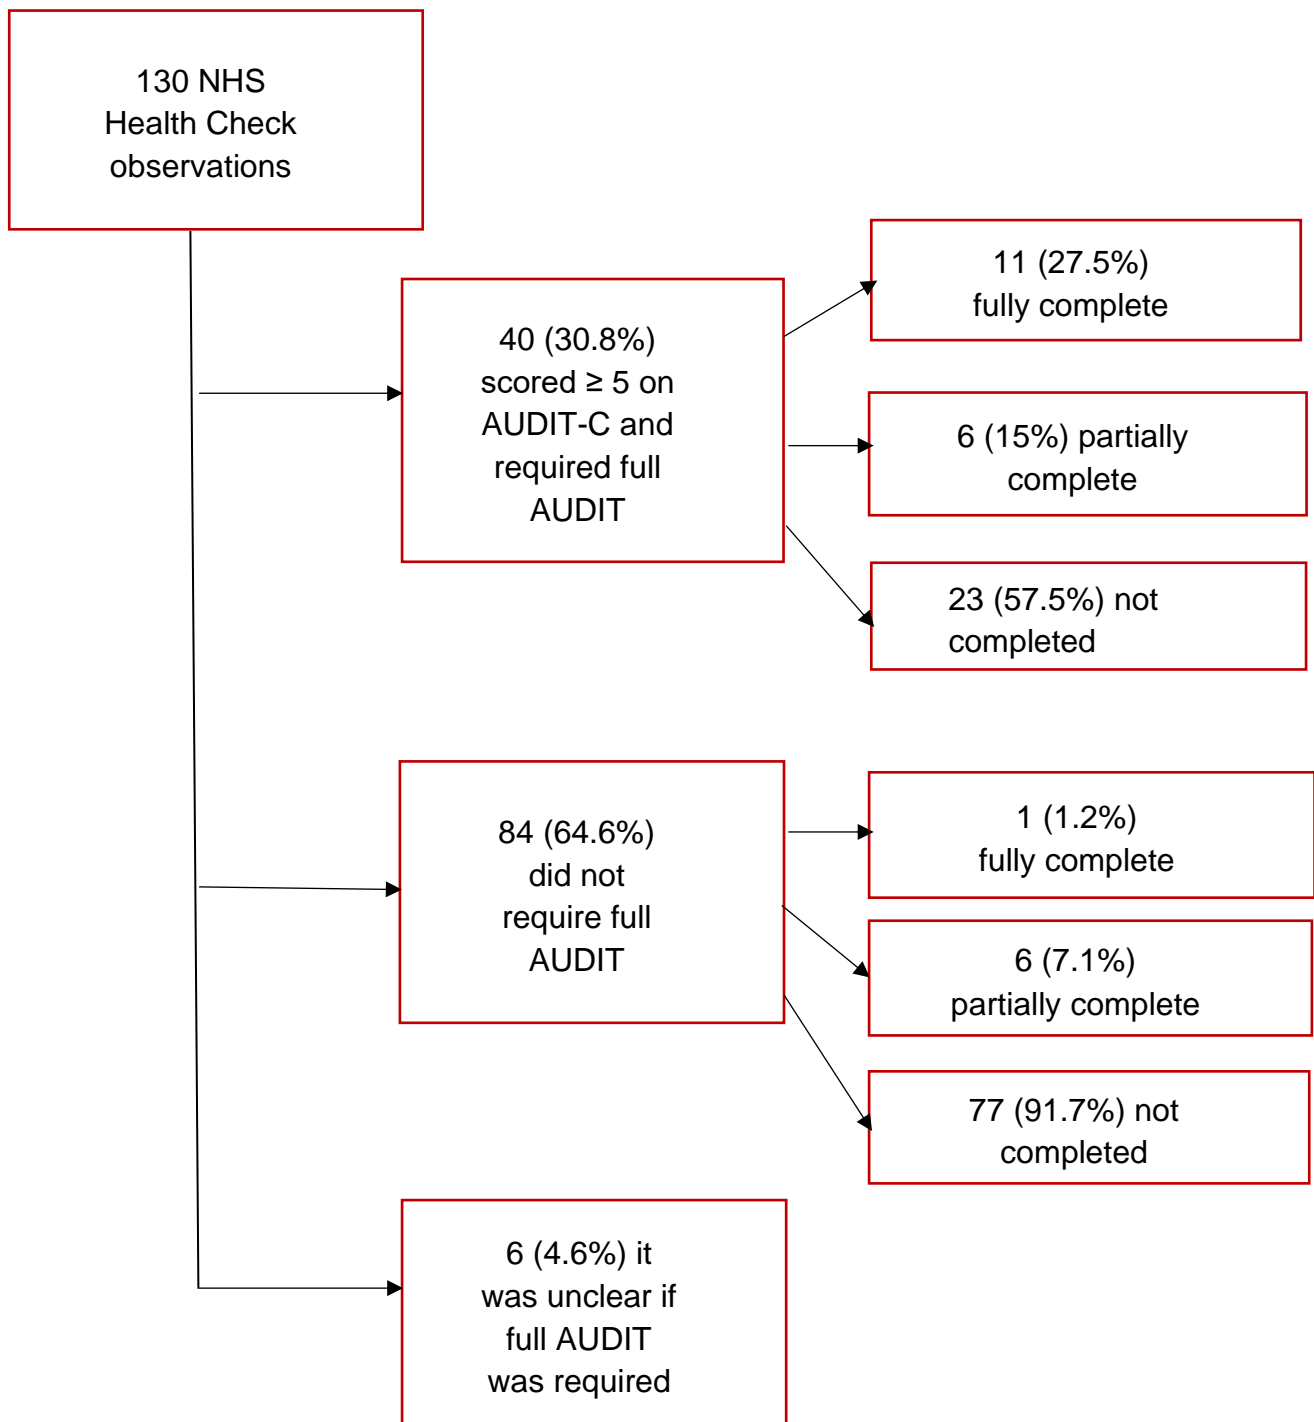 130 NHS
Health Check
observations
40 (30.8%)
scored ≥ 5 on
AUDIT-C and
required full
AUDIT
11 (27.5%)
fully complete
6 (15%) partially
complete
23 (57.5%) not
completed
84 (64.6%)
did not
require full
AUDIT
1 (1.2%)
fully complete
6 (7.1%)
partially complete
77 (91.7%) not
completed
6 (4.6%) it
was unclear if
full AUDIT
was required